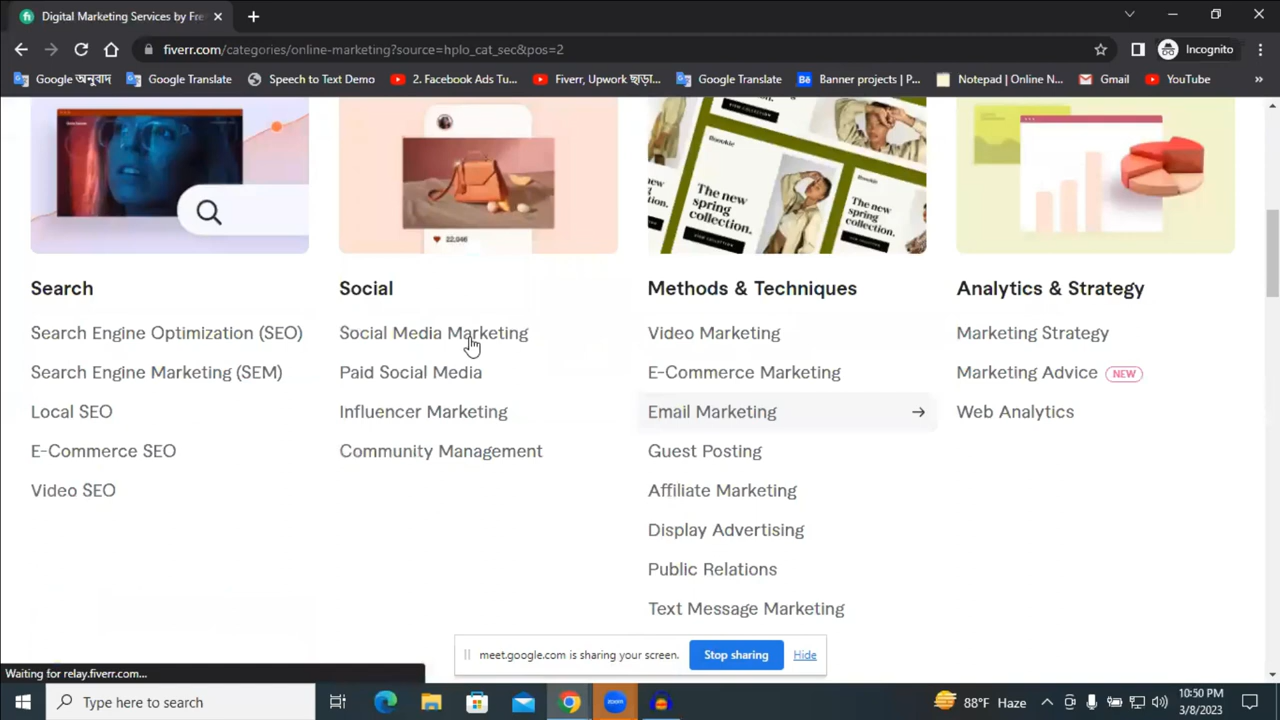 Digital Marketing Services by Fre
fiverr.com/categories/online-marketing?source=hplo_cat_sec&pos=2
Incognito
Google অনুবাদ
Google Translate
Speech to Text Demo
2. Facebook Ads Tu...
Fiverr, Upwork ছাড়া...
Google Translate
Banner projects | P...
Notepad | Online N...
Gmail
YouTube
»
VIEW COLLECTION
The new
spring
collection.
The new
spring
collection.
22,046
Search
Search Engine Optimization (SEO)
Search Engine Marketing (SEM)
Local SEO
E-Commerce SEO
Video SEO
Social
Social Media Marketing
Paid Social Media
Influencer Marketing
Community Management
Methods & Techniques
Video Marketing
E-Commerce Marketing
Email Marketing
Guest Posting
Affiliate Marketing
Display Advertising
Public Relations
Text Message Marketing
Analytics & Strategy
Marketing Strategy
Marketing Advice NEW
Web Analytics
meet.google.com is sharing your screen.
Stop sharing
Hide
Waiting for relay.fiverr.com...
Type here to search
zoom
88°F Haze
10:50 PM
3/8/2023